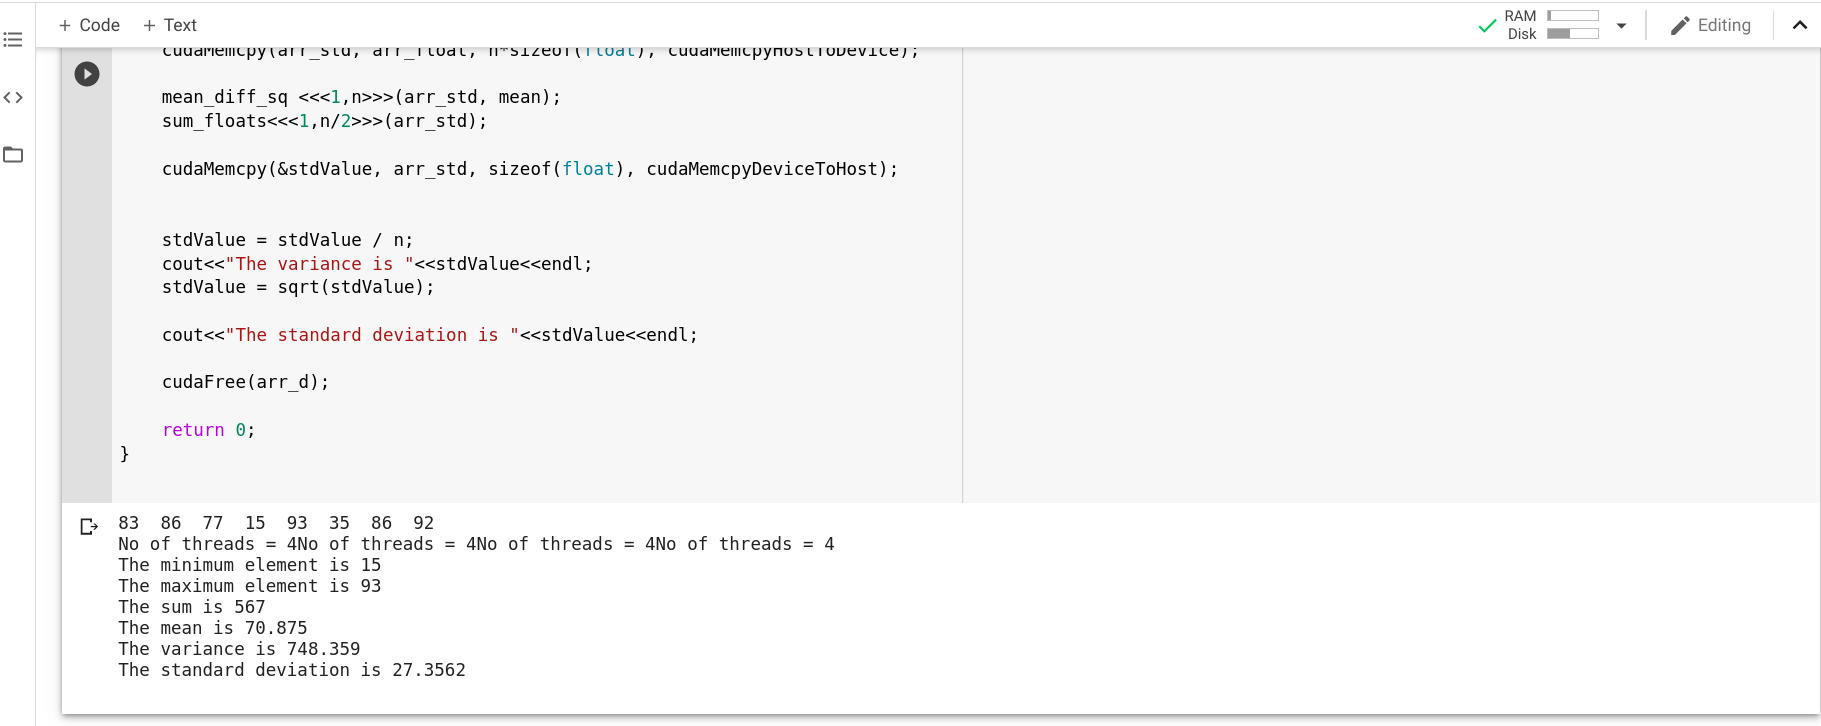 + Code + Text RAM Disk Editing
cudaMemcpy(arr_std, arr_float, n*sizeof(float), cudaMemcpyHostToDevice);
mean_diff_sq <<<1,n>>>(arr_std, mean);
sum_floats<<<1,n/2>>>(arr_std);
cudaMemcpy(&stdValue, arr_std, sizeof(float), cudaMemcpyDeviceToHost);
stdValue = stdValue / n;
cout<<"The variance is "<<stdValue<<endl;
stdValue = sqrt(stdValue);
cout<<"The standard deviation is "<<stdValue<<endl;
cudaFree(arr_d);
return 0;
}
83  86  77  15  93  35  86  92
No of threads = 4No of threads = 4No of threads = 4No of threads = 4
The minimum element is 15
The maximum element is 93
The sum is 567
The mean is 70.875
The variance is 748.359
The standard deviation is 27.3562